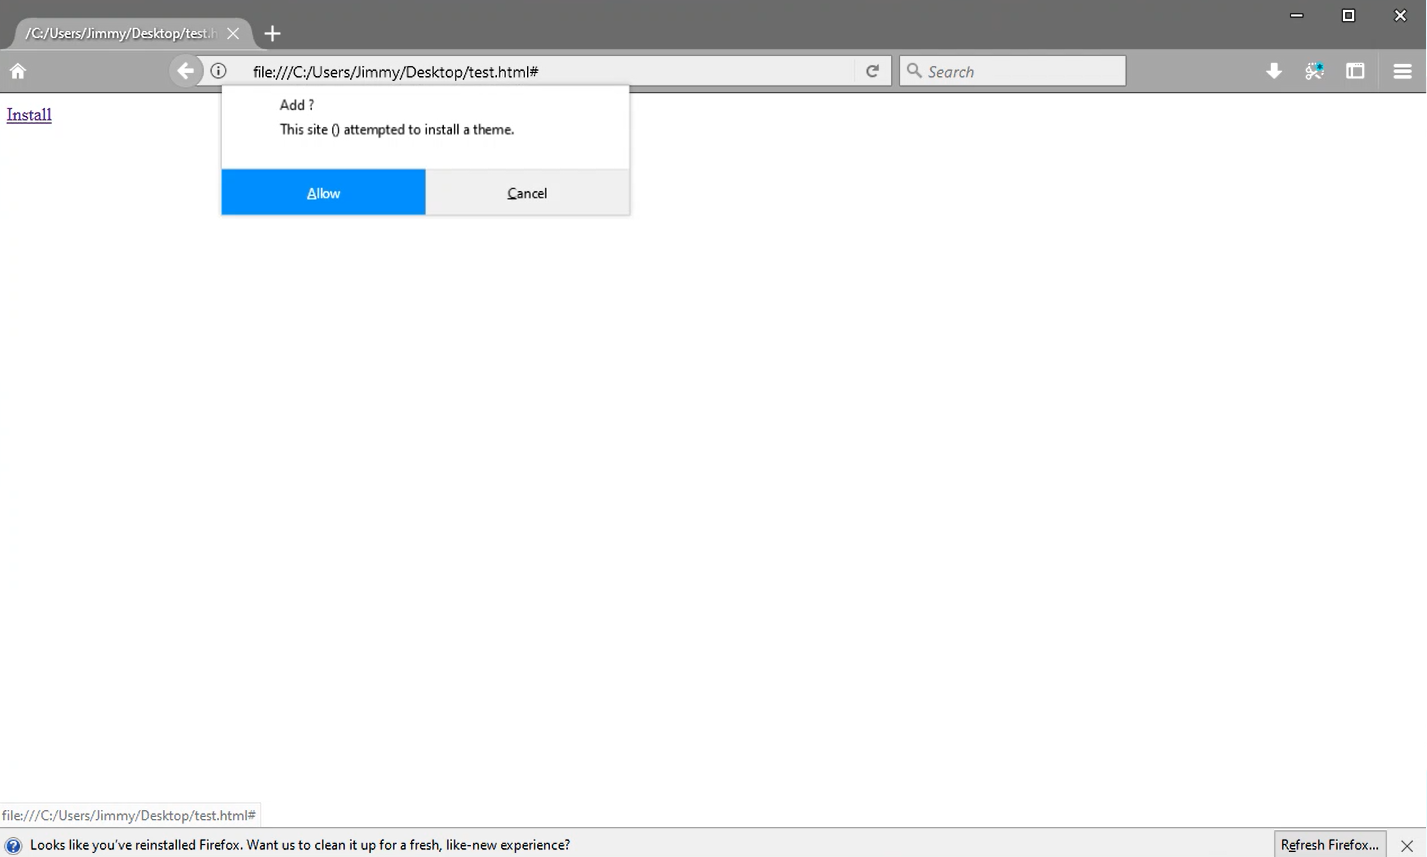 /C:/Users/Jimmy/Desktop/test.h
file:///C:/Users/Jimmy/Desktop/test.html#
Search
Install
Add ?
This site () attempted to install a theme.
Allow
Cancel
file:///C:/Users/Jimmy/Desktop/test.html#
Looks like you've reinstalled Firefox. Want us to clean it up for a fresh, like-new experience?
Refresh Firefox...